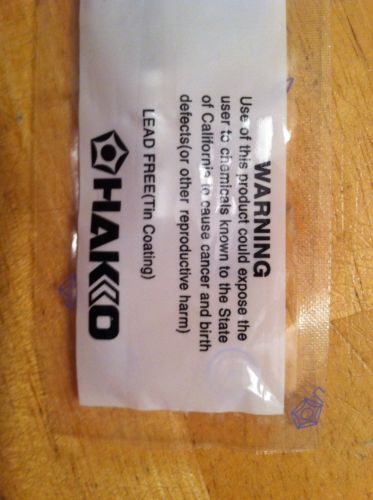 WARNING
Use of this product could expose the
user to chemicals known to the State
of California to cause cancer and birth
defects(or other reproductive harm)
LEAD FREE(Tin Coating)
HAKKO